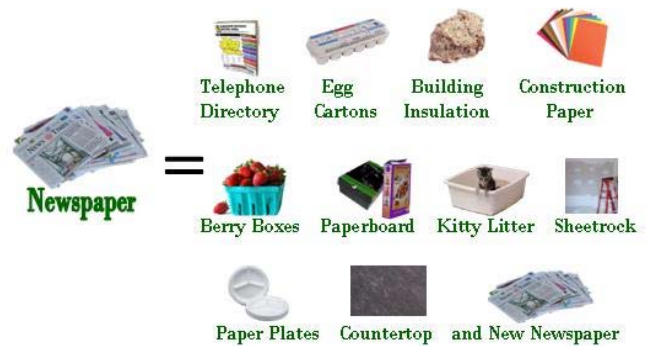 Telephone Directory
Egg Cartons
Building Insulation
Construction Paper
=
Newspaper
Berry Boxes
Paperboard
Kitty Litter
Sheetrock
Paper Plates
Countertop
and New Newspaper